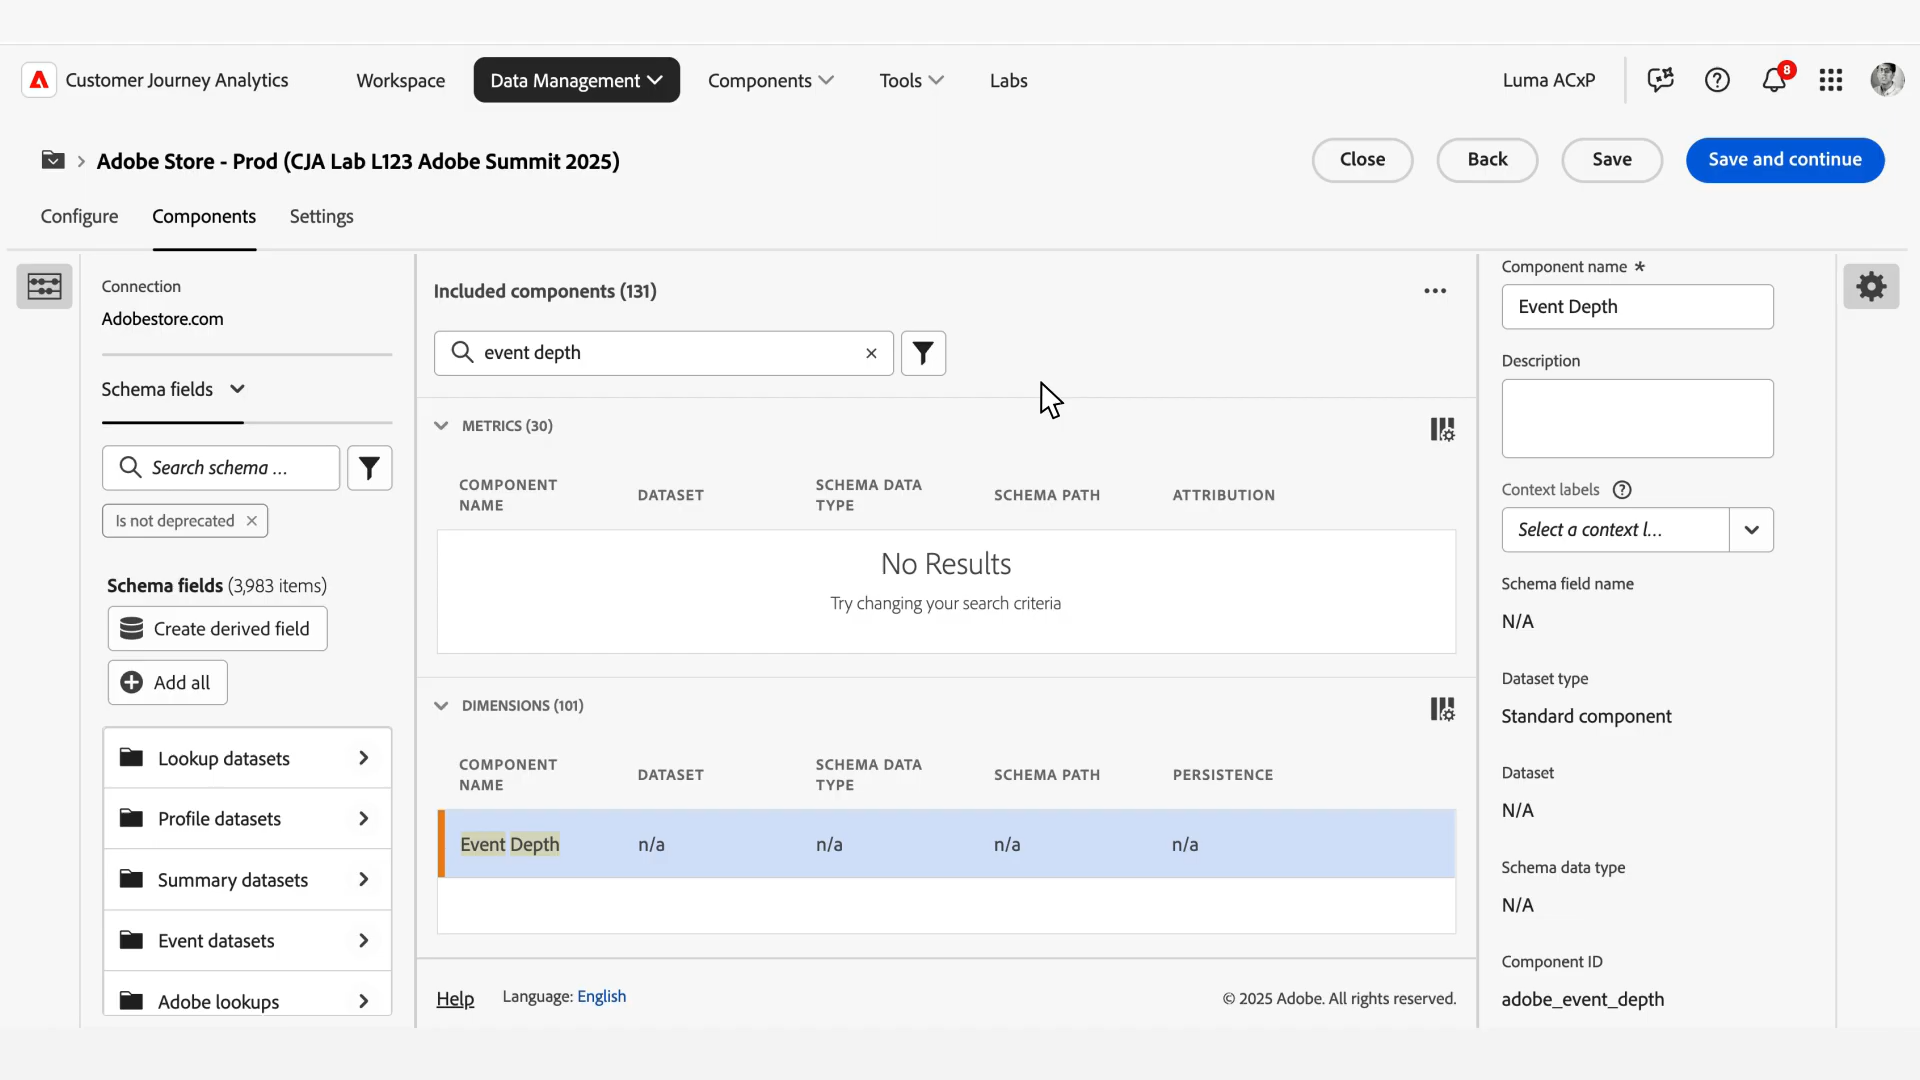 Customer Journey Analytics
Workspace
Data Management
Components
Tools
Labs
Luma ACxP
8
Adobe Store - Prod (CJA Lab L123 Adobe Summit 2025)
Close
Back
Save
Save and continue
Configure
Components
Settings
Connection
Adobestore.com
Schema fields
Search schema ...
Is not deprecated
Schema fields (3,983 items)
Create derived field
Add all
Lookup datasets
Profile datasets
Summary datasets
Event datasets
Adobe lookups
Included components (131)
event depth
METRICS (30)
COMPONENT NAME
DATASET
SCHEMA DATA TYPE
SCHEMA PATH
ATTRIBUTION
No Results
Try changing your search criteria
DIMENSIONS (101)
COMPONENT NAME
DATASET
SCHEMA DATA TYPE
SCHEMA PATH
PERSISTENCE
Event Depth n/a n/a n/a n/a
Help
Language: English
© 2025 Adobe. All rights reserved.
Component name *
Event Depth
Description
Context labels
Select a context l...
Schema field name
N/A
Dataset type
Standard component
Dataset
N/A
Schema data type
N/A
Component ID
adobe_event_depth